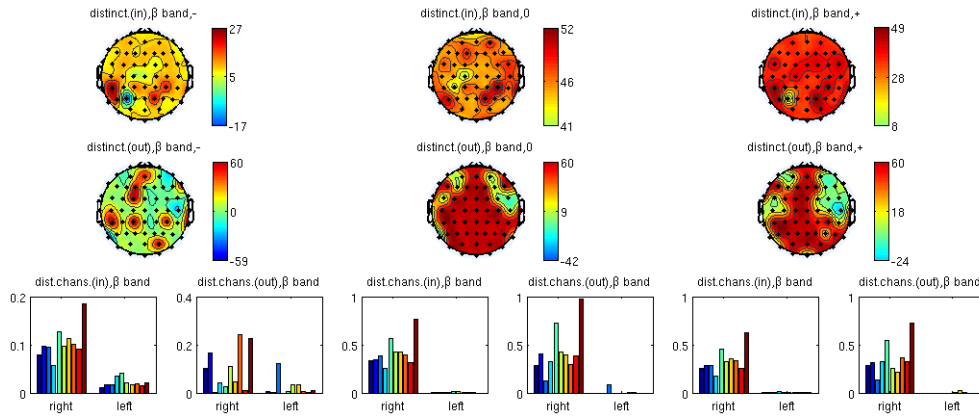 distinct.(in),β band,-
distinct.(in),β band,0
distinct.(in),β band,+
27
5
-17
52
46
41
49
28
8
distinct.(out),β band,-
distinct.(out),β band,0
distinct.(out),β band,+
60
0
-59
60
9
-42
60
18
-24
dist.chans.(in),β band
dist.chans.(out),β band
dist.chans.(in),β band
dist.chans.(out),β band
dist.chans.(in),β band
dist.chans.(out),β band
0.2
0.1
0
right left
0.4
0.2
0
right left
1
0.5
0
right left
1
0.5
0
right left
1
0.5
0
right left
1
0.5
0
right left